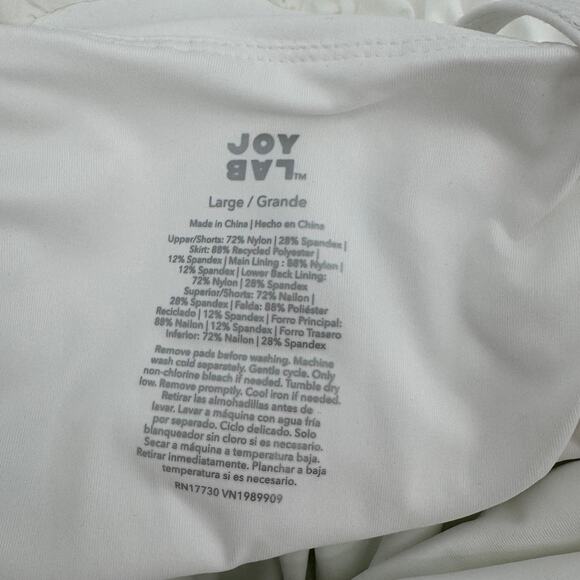 JOY
LAB™
Large / Grande
Made in China | Hecho en China
Upper/Shorts: 72% Nylon | 28% Spandex |
Skirt: 88% Recycled Polyester |
12% Spandex | Main Lining : 88% Nylon |
12% Spandex | Lower Back Lining:
72% Nylon | 28% Spandex
Superior/Shorts: 72% Nailon |
28% Spandex | Falda: 88% Poliéster
Reciclado | 12% Spandex | Forro Principal:
88% Nailon | 12% Spandex | Forro Trasero
Inferior: 72% Nailon | 28% Spandex
Remove pads before washing. Machine
wash cold separately. Gentle cycle. Only
non-chlorine bleach if needed. Tumble dry
low. Remove promptly. Cool iron if needed.
Retirar las almohadillas antes de
lavar. Lavar a máquina con agua fría
por separado. Ciclo delicado. Solo
blanqueador sin cloro si es necesario.
Secar a máquina a temperatura baja.
Retirar inmediatamente. Planchar a baja
temperatura si es necesario.
RN17730 VN1989909